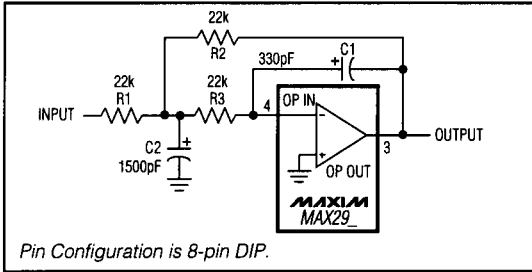 22k
R2
330pF
C1
+
22k
R1
22k
R3
INPUT
4
OP IN
−
+
C2
1500pF
+
OP OUT
3
OUTPUT
MAXIM
MAX29_
Pin Configuration is 8-pin DIP.